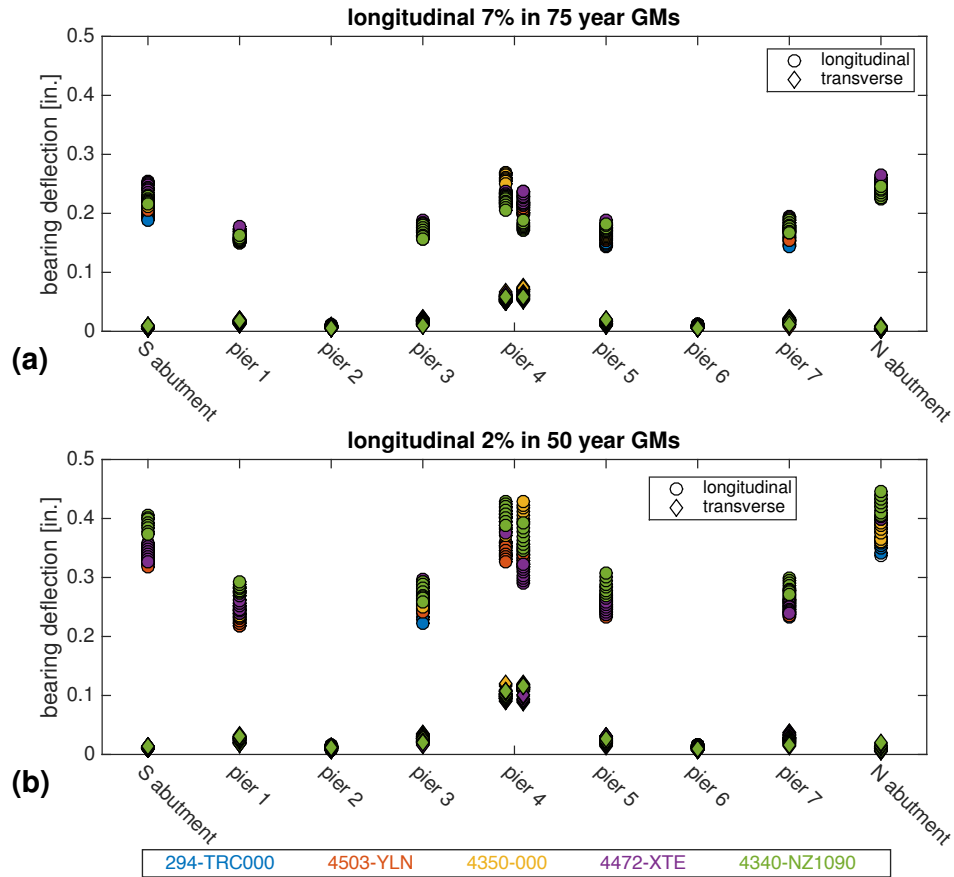 longitudinal 7% in 75 year GMs
0.5
0.4
0.3
0.2
0.1
0
bearing deflection [in.]
longitudinal
transverse
S abutment
pier 1
pier 2
pier 3
pier 4
pier 5
pier 6
pier 7
N abutment
(a)
longitudinal 2% in 50 year GMs
0.5
0.4
0.3
0.2
0.1
0
bearing deflection [in.]
longitudinal
transverse
S abutment
pier 1
pier 2
pier 3
pier 4
pier 5
pier 6
pier 7
N abutment
(b)
294-TRC000 4503-YLN 4350-000 4472-XTE 4340-NZ1090